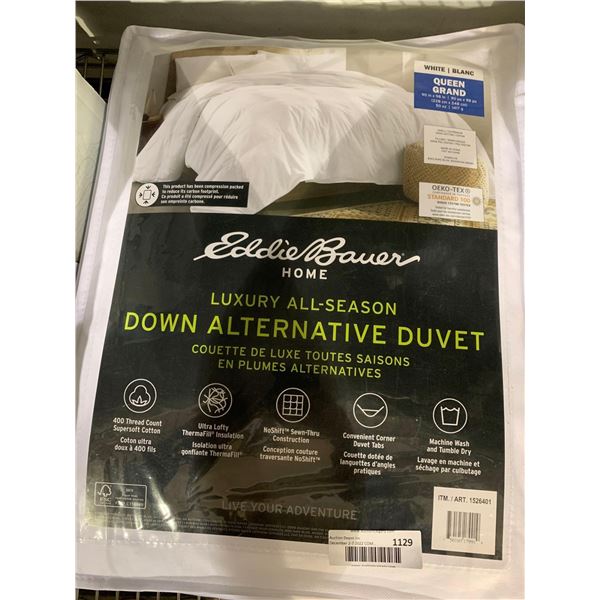 WHITE | BLANC
QUEEN
GRAND
OEKO-TEX®
STANDARD 100
This product has been compression packed
to reduce its carbon footprint.
Ce produit a été compressé pour réduire
son empreinte carbone.
Eddie Bauer
HOME
LUXURY ALL-SEASON
DOWN ALTERNATIVE DUVET
COUETTE DE LUXE TOUTES SAISONS
EN PLUMES ALTERNATIVES
400 Thread Count
Supersoft Cotton
Coton ultra
doux à 400 fils
Ultra Lofty
ThermaFill® Insulation
Isolation ultra
gonflante ThermaFill®
NoShift™ Sewn-Thru
Construction
Conception couture
traversante NoShift™
Convenient Corner
Duvet Tabs
Couette dotée de
languettes d'angles
pratiques
Machine Wash
and Tumble Dry
Lavage en machine et
séchage par culbutage
FSC
LIVE YOUR ADVENTURE™
ITM. / ART. 1526401
1129